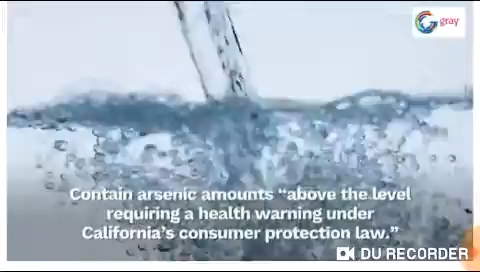 gray
Contain arsenic amounts “above the level
requiring a health warning under
California’s consumer protection law.”
DU RECORDER